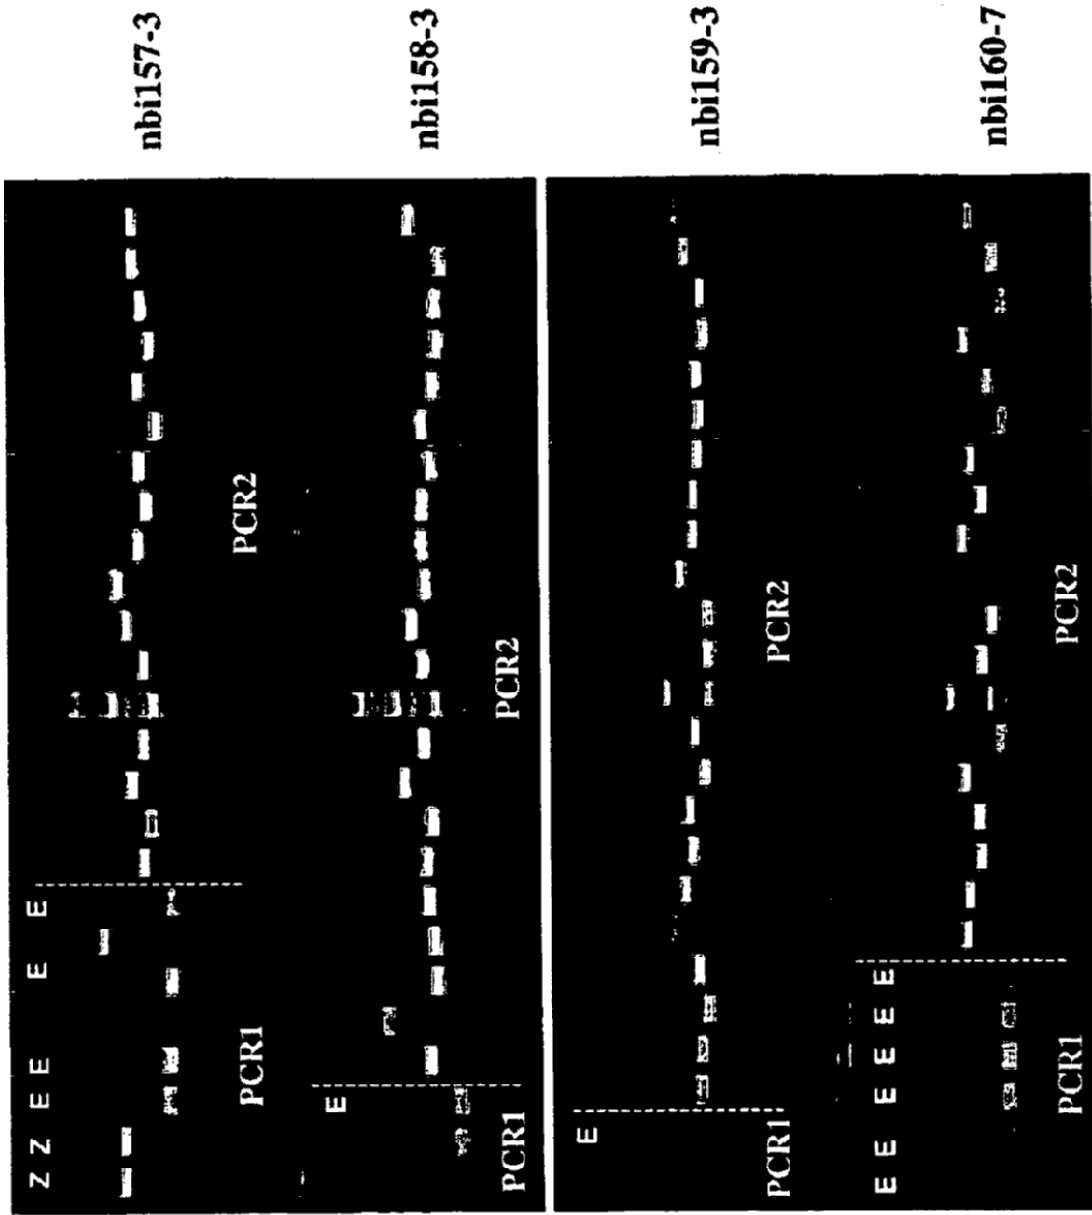 Z Z E E E E
PCR1 PCR2
nbi157-3
E
PCR1 PCR2
nbi158-3
E
PCR1 PCR2
nbi159-3
E E E E E E
PCR1 PCR2
nbi160-7